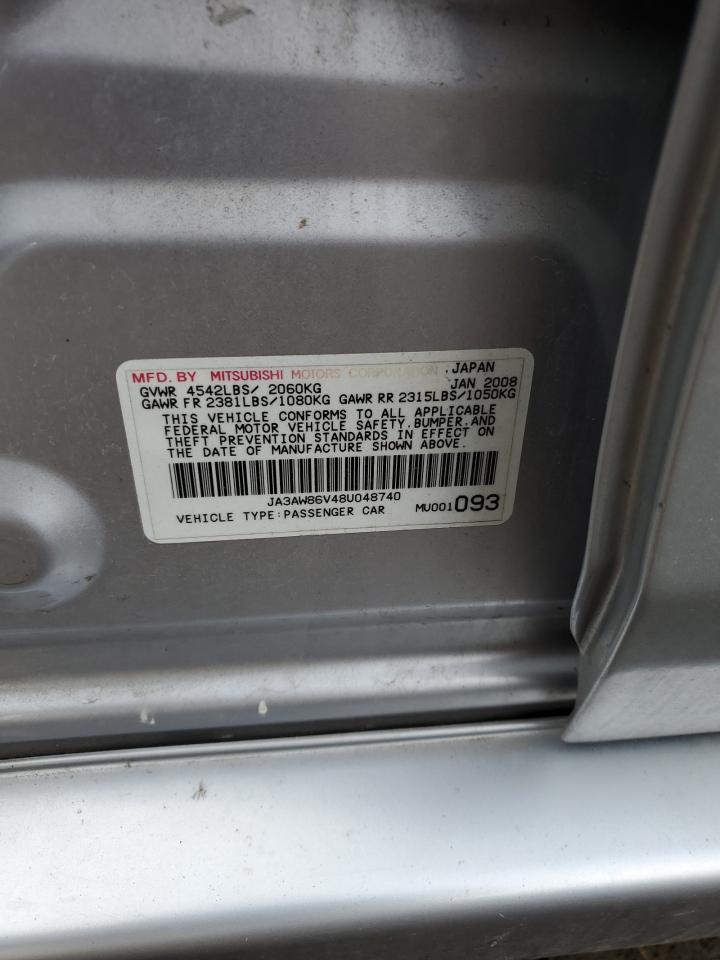 MFD. BY MITSUBISHI MOTORS CORPORATION, JAPAN
GVWR 4542LBS/ 2060KG JAN 2008
GAWR FR 2381LBS/1080KG GAWR RR 2315LBS/1050KG
THIS VEHICLE CONFORMS TO ALL APPLICABLE
FEDERAL MOTOR VEHICLE SAFETY, BUMPER, AND
THEFT PREVENTION STANDARDS IN EFFECT ON
THE DATE OF MANUFACTURE SHOWN ABOVE.
JA3AW86V48U048740
VEHICLE TYPE:PASSENGER CAR MU001093